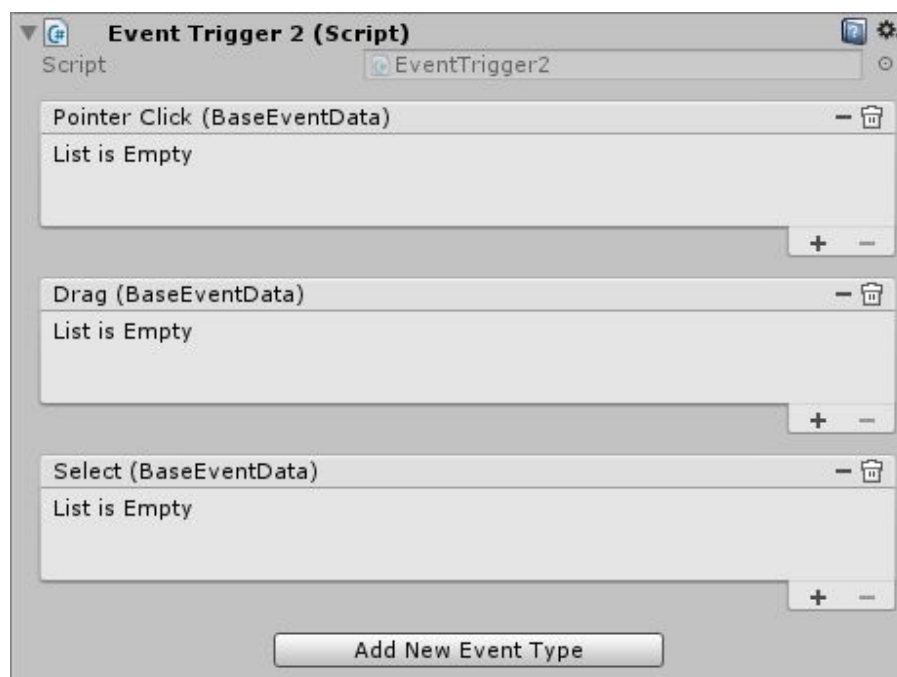 Event Trigger 2 (Script)
Script EventTrigger2
Pointer Click (BaseEventData)
List is Empty
Drag (BaseEventData)
List is Empty
Select (BaseEventData)
List is Empty
Add New Event Type